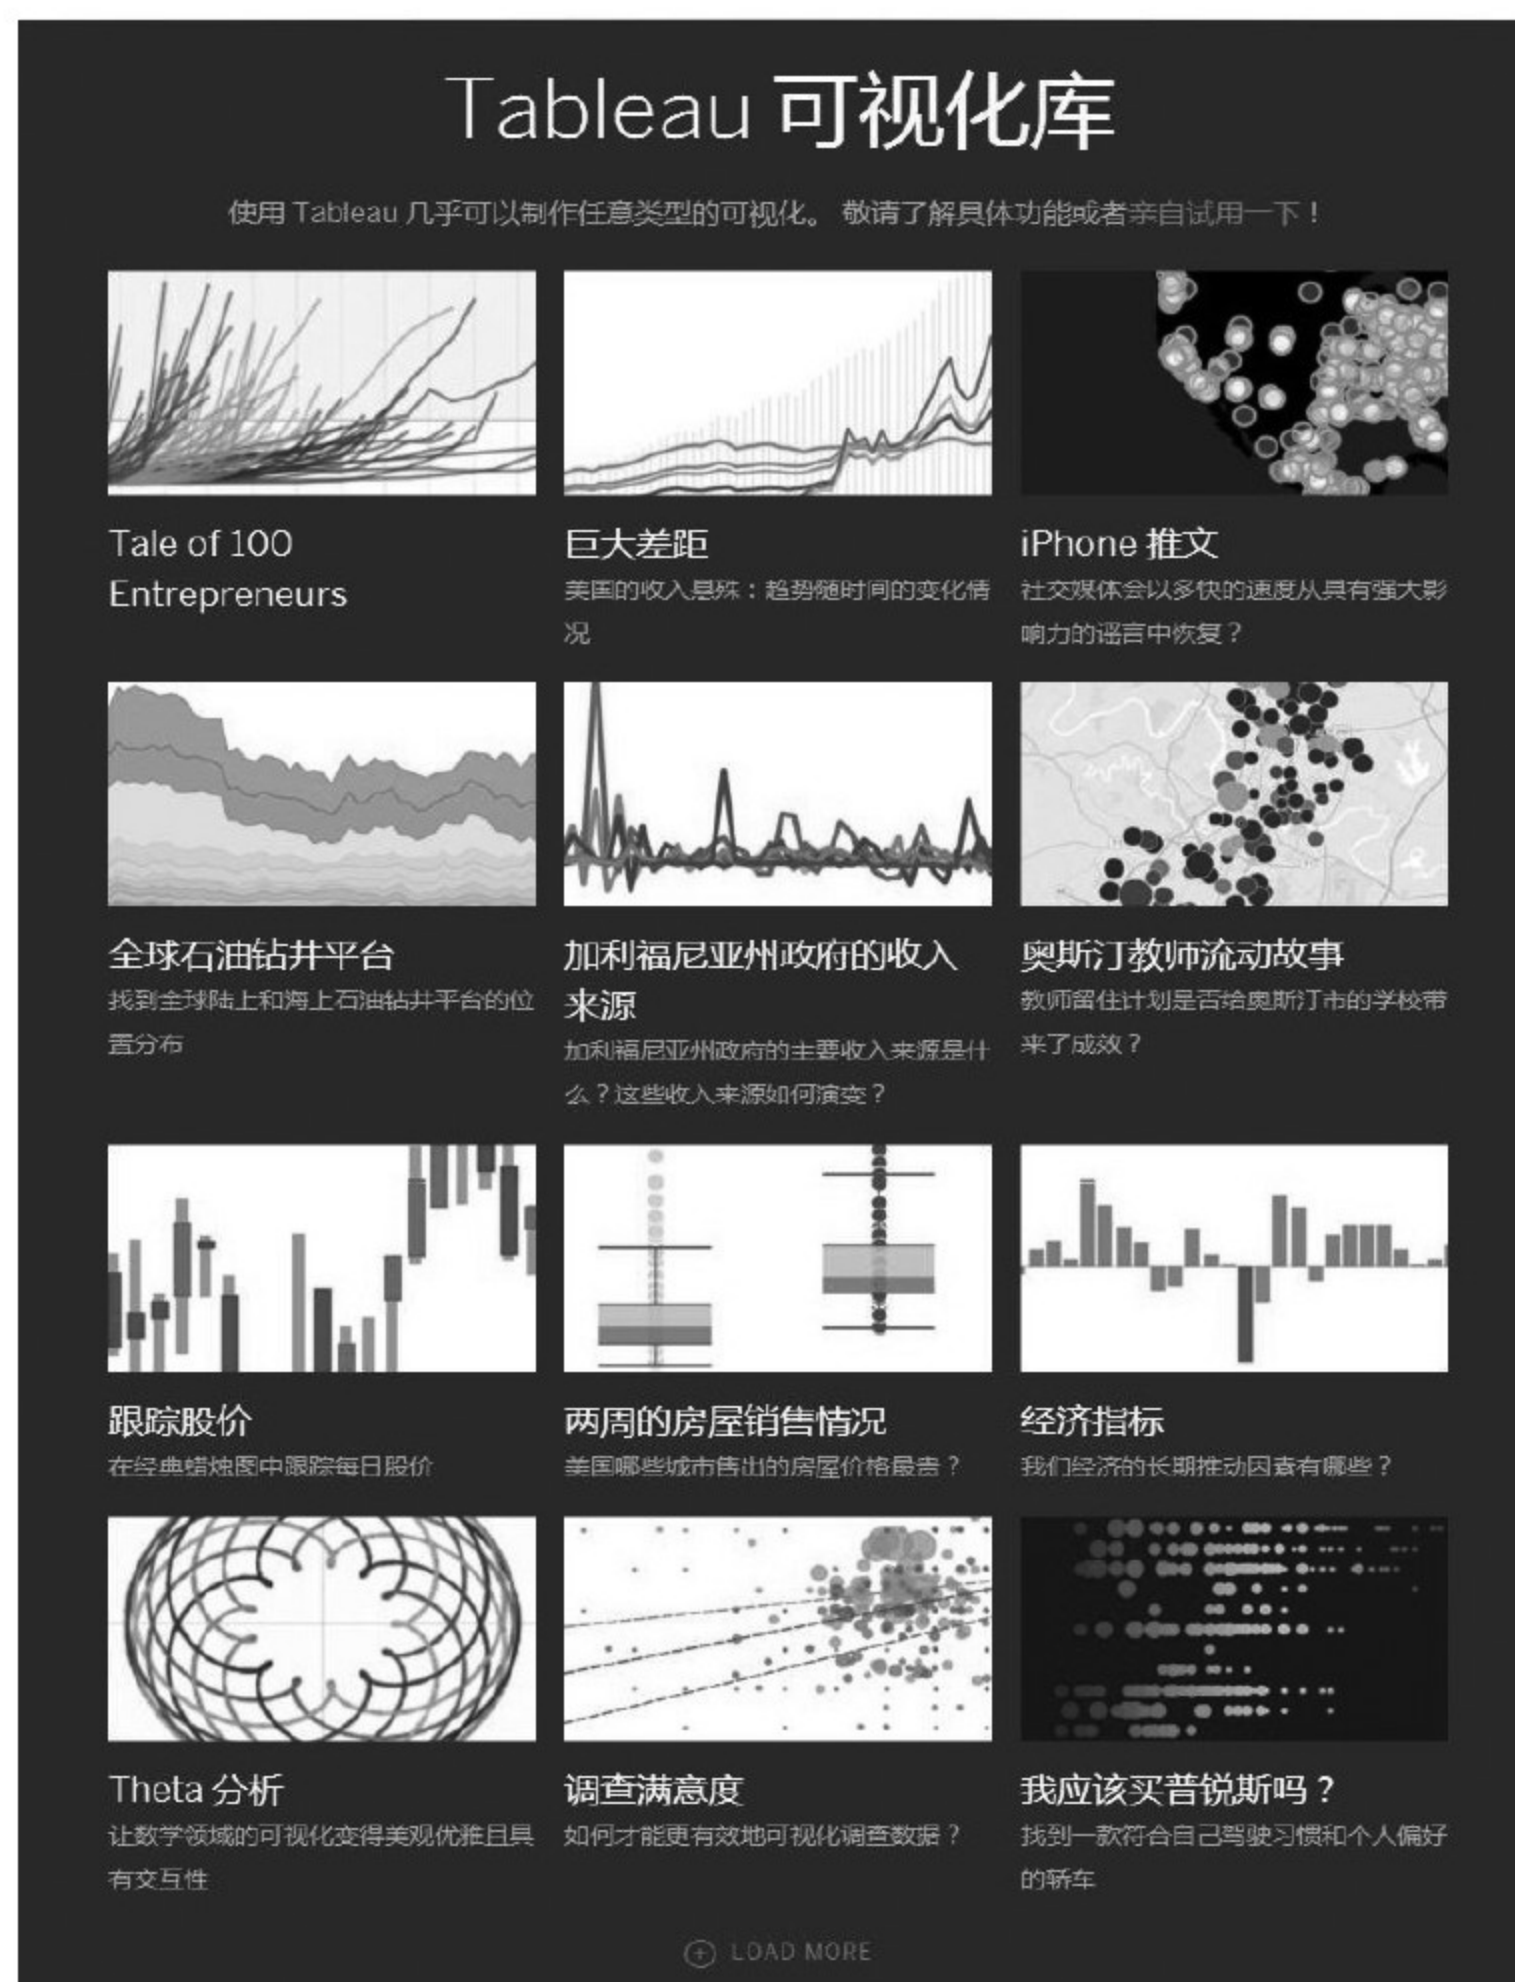 Tableau 可视化库
使用 Tableau 几乎可以制作任意类型的可视化。 敬请了解具体功能或者亲自试用一下！
Tale of 100
Entrepreneurs
巨大差距
美国的收入悬殊：趋势随时间的变化情
况
iPhone 推文
社交媒体会以多快的速度从具有强大影
响力的谣言中恢复？
全球石油钻井平台
找到全球陆上和海上石油钻井平台的位
置分布
加利福尼亚州政府的收入
来源
加利福尼亚州政府的主要收入来源是什
么？这些收入来源如何演变？
奥斯汀教师流动故事
教师留住计划是否给奥斯汀市的学校带
来了成效？
跟踪股价
在经典蜡烛图中跟踪每日股价
两周的房屋销售情况
美国哪些城市售出的房屋价格最贵？
经济指标
我们经济的长期推动因素有哪些？
Theta 分析
让数学领域的可视化变得美观优雅且具
有交互性
调查满意度
如何才能更有效地可视化调查数据？
我应该买普锐斯吗？
找到一款符合自己驾驶习惯和个人偏好
的轿车
LOAD MORE